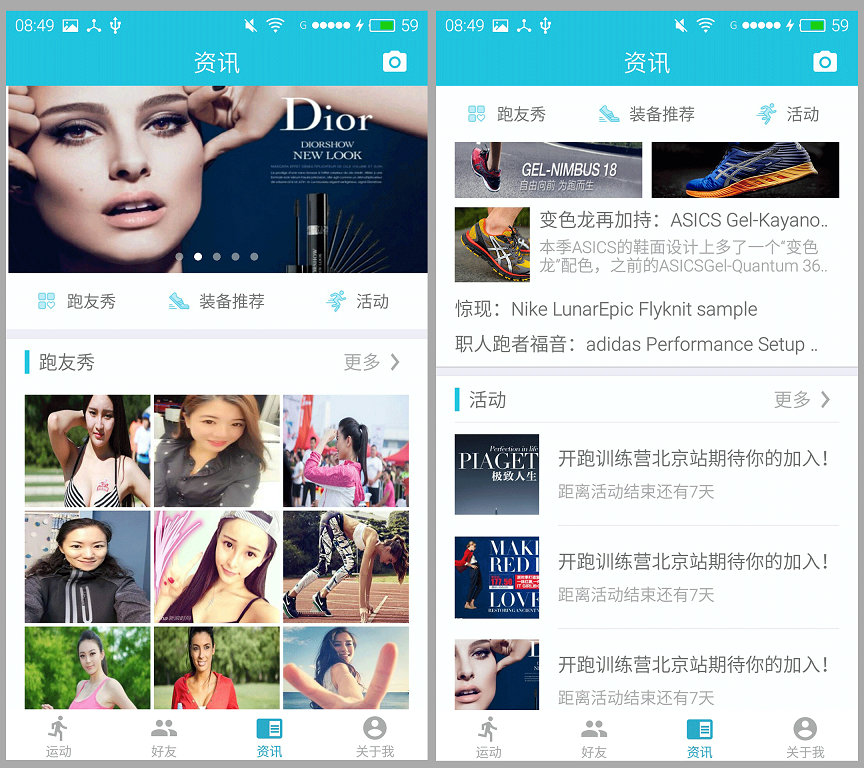 08:49
G
59
资讯
Dior
DIORSHOW
NEW LOOK
跑友秀
装备推荐
活动
跑友秀
更多
运动
好友
资讯
关于我
08:49
G
59
资讯
跑友秀
装备推荐
活动
GEL-NIMBUS 18
自由向前 为跑而生
变色龙再加持：ASICS Gel-Kayano..
本季ASICS的鞋面设计上多了一个“变色
龙”配色，之前的ASICSGel-Quantum 36..
惊现：Nike LunarEpic Flyknit sample
职人跑者福音：adidas Performance Setup ..
活动
更多
Perfection in life
PIAGET
极致人生
开跑训练营北京站期待你的加入！
距离活动结束还有7天
MAKI
RED I
LOVE
开跑训练营北京站期待你的加入！
距离活动结束还有7天
开跑训练营北京站期待你的加入！
距离活动结束还有7天
运动
好友
资讯
关于我